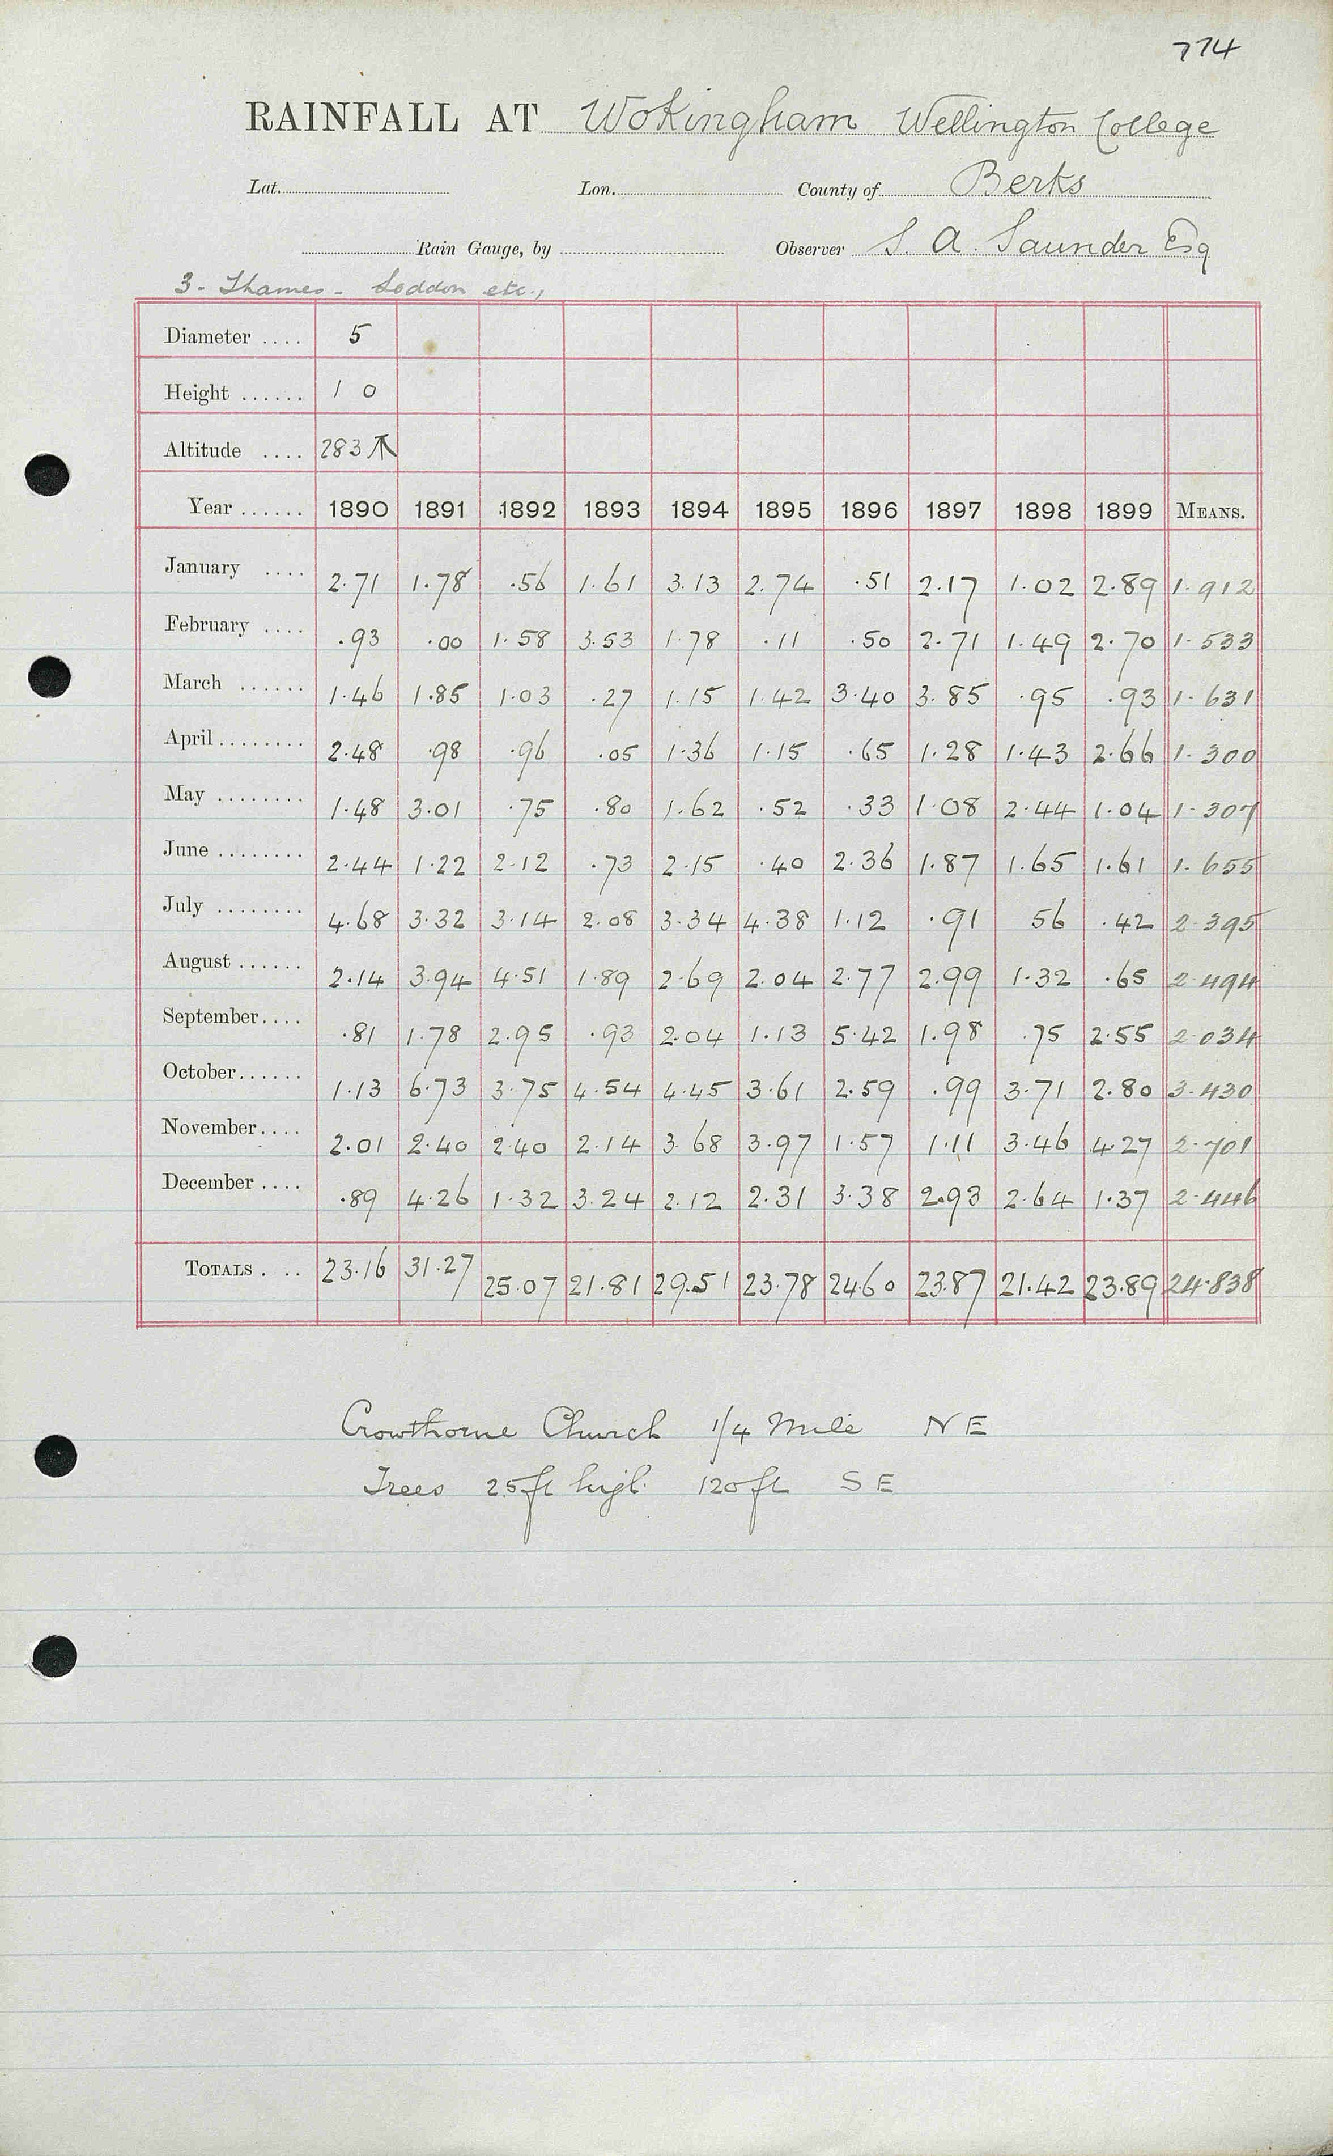 774
RAINFALL AT Wokingham Wellington College
Lat. Lon. County of Berks
Rain Gauge, by Observer S. A. Saunder Esq
3 - Thames - Loddon etc.,
Diameter .... 5
Height ...... 1 0
Altitude .... 283 ↑
Year ...... 1890 1891 1892 1893 1894 1895 1896 1897 1898 1899 MEANS.
January .... 2.71 1.78 .56 1.61 3.13 2.74 .51 2.17 1.02 2.89 1.912
February .... .93 .00 1.58 3.53 1.78 .11 .50 2.71 1.49 2.70 1.533
March ...... 1.46 1.85 1.03 .27 1.15 1.42 3.40 3.85 .95 .93 1.631
April ........ 2.48 .98 .96 .05 1.36 1.15 .65 1.28 1.43 2.66 1.300
May ........ 1.48 3.01 .75 .80 1.62 .52 .33 1.08 2.44 1.04 1.307
June ........ 2.44 1.22 2.12 .73 2.15 .40 2.36 1.87 1.65 1.61 1.655
July ........ 4.68 3.32 3.14 2.08 3.34 4.38 1.12 .91 56 .42 2.395
August ...... 2.14 3.94 4.51 1.89 2.69 2.04 2.77 2.99 1.32 .65 2.494
September.... .81 1.78 2.95 .93 2.04 1.13 5.42 1.98 .75 2.55 2.034
October...... 1.13 6.73 3.75 4.54 4.45 3.61 2.59 .99 3.71 2.80 3.430
November.... 2.01 2.40 2.40 2.14 3.68 3.97 1.57 1.11 3.46 4.27 2.701
December .... .89 4.26 1.32 3.24 2.12 2.31 3.38 2.93 2.64 1.37 2.446
TOTALS . .. 23.16 31.27 25.07 21.81 29.51 23.78 24.60 23.87 21.42 23.89 24.838
Crowthorne Church 1/4 Mile NE
Trees 25ft high 120ft SE